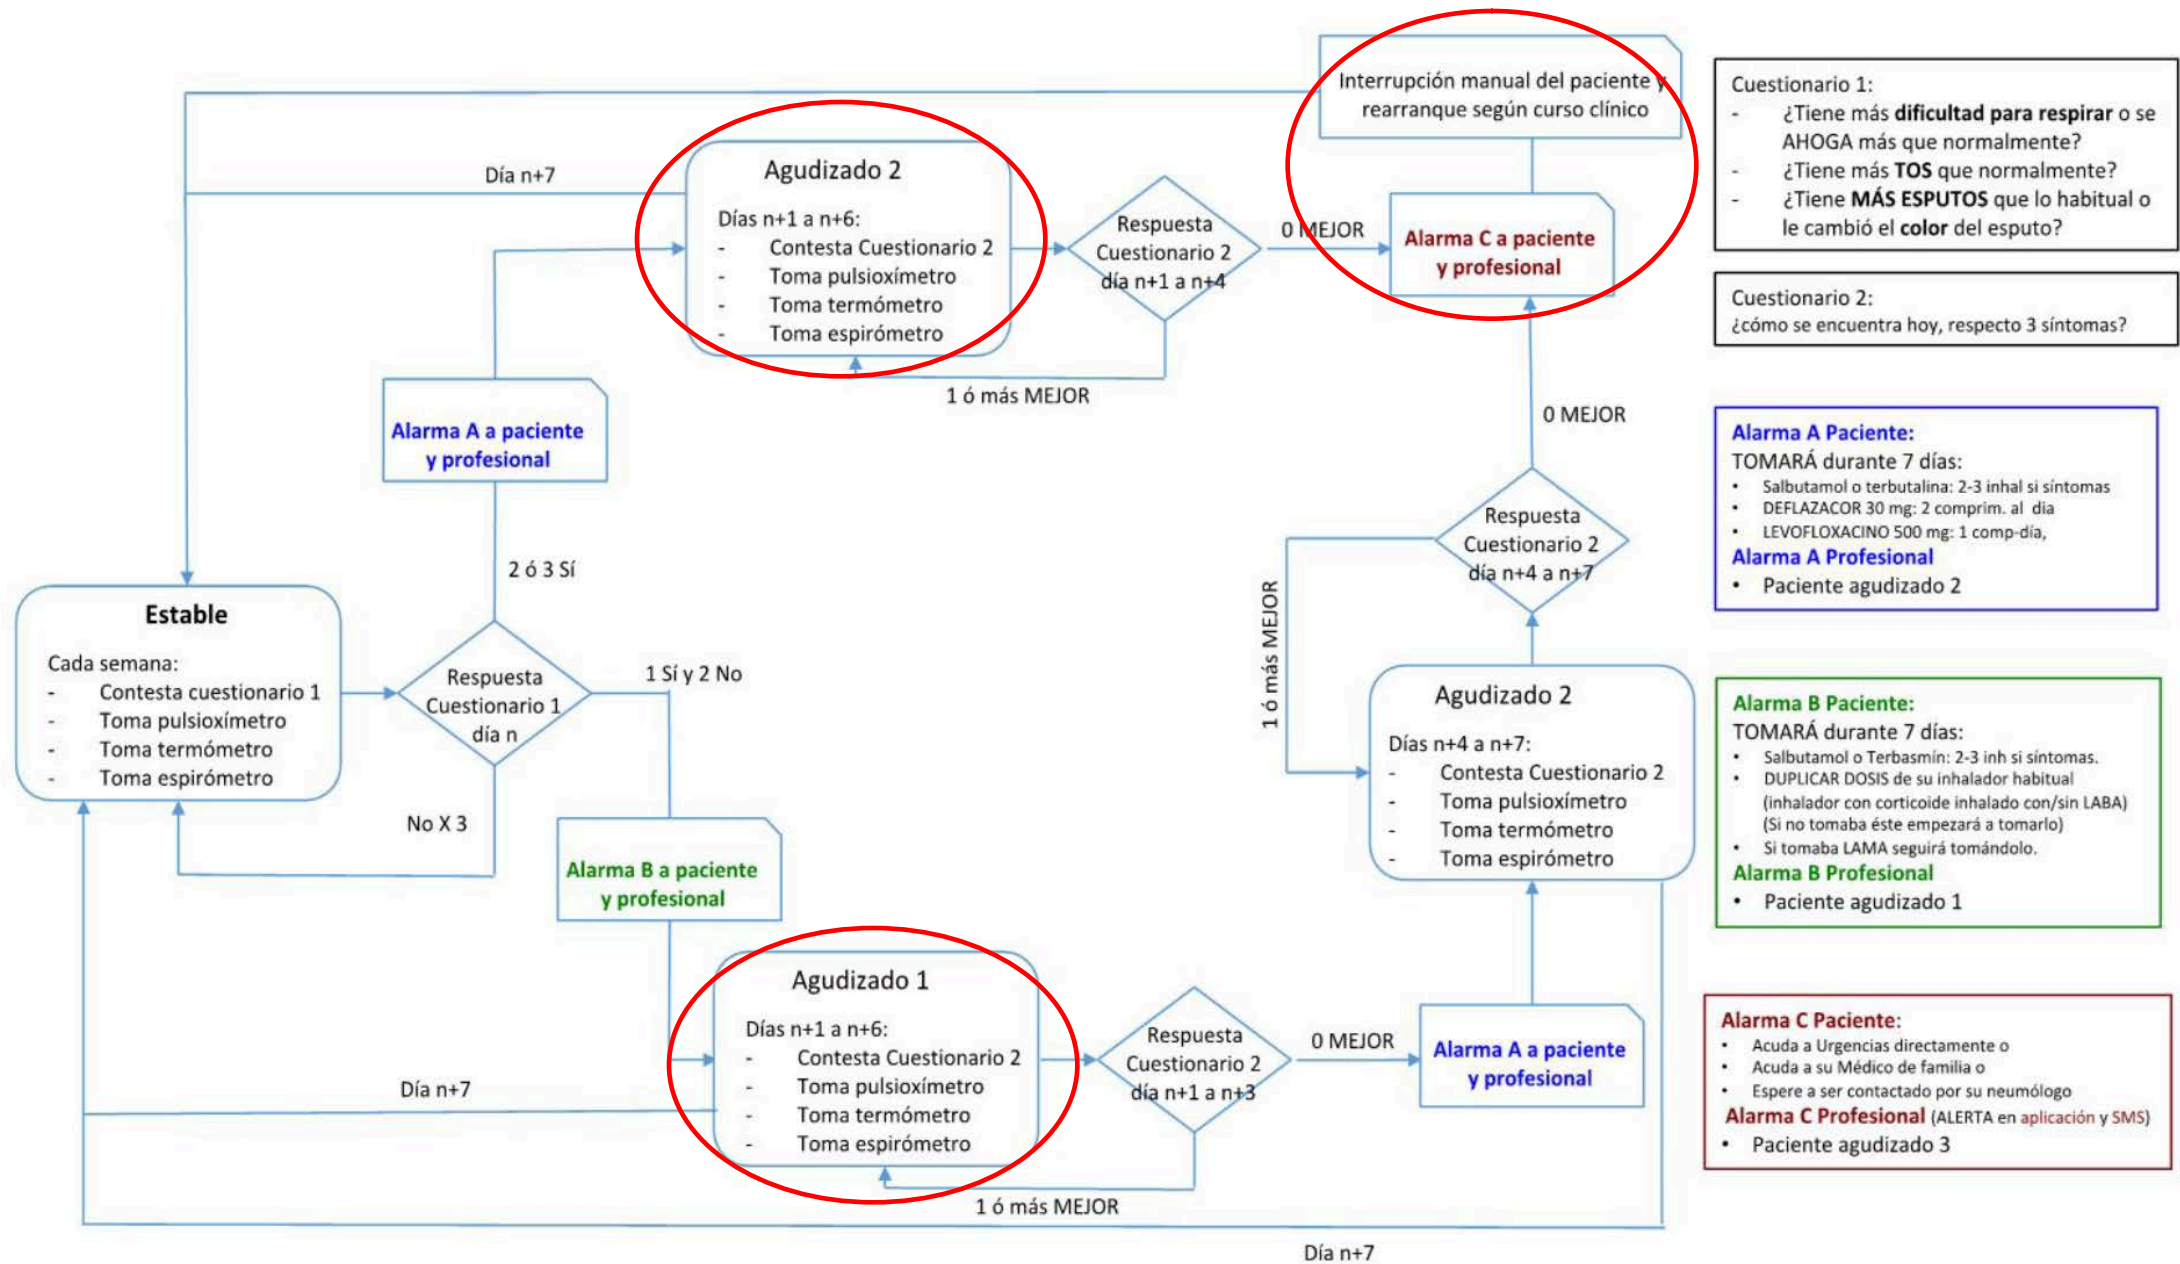 Interrupción manual del paciente y
rearranque según curso clínico
Agudizado 2
Días n+1 a n+6:
- Contesta Cuestionario 2
- Toma pulsioxímetro
- Toma termómetro
- Toma espirómetro
Día n+7
Respuesta
Cuestionario 2
día n+1 a n+4
0 MEJOR
Alarma C a paciente
y profesional
1 ó más MEJOR
Alarma A a paciente
y profesional
2 ó 3 Sí
Estable
Cada semana:
- Contesta cuestionario 1
- Toma pulsioxímetro
- Toma termómetro
- Toma espirómetro
Respuesta
Cuestionario 1
día n
1 Sí y 2 No
No X 3
Alarma B a paciente
y profesional
Agudizado 1
Días n+1 a n+6:
- Contesta Cuestionario 2
- Toma pulsioxímetro
- Toma termómetro
- Toma espirómetro
Día n+7
Respuesta
Cuestionario 2
día n+1 a n+3
0 MEJOR
1 ó más MEJOR
Alarma A a paciente
y profesional
Agudizado 2
Días n+4 a n+7:
- Contesta Cuestionario 2
- Toma pulsioxímetro
- Toma termómetro
- Toma espirómetro
Respuesta
Cuestionario 2
día n+4 a n+7
1 ó más MEJOR
0 MEJOR
Día n+7
Cuestionario 1:
- ¿Tiene más dificultad para respirar o se
AHOGA más que normalmente?
- ¿Tiene más TOS que normalmente?
- ¿Tiene MÁS ESPUTOS que lo habitual o
le cambió el color del esputo?
Cuestionario 2:
¿cómo se encuentra hoy, respecto 3 síntomas?
Alarma A Paciente:
TOMARÁ durante 7 días:
• Salbutamol o terbutalina: 2-3 inhal si síntomas
• DEFLAZACOR 30 mg: 2 comprim. al dia
• LEVOFLOXACINO 500 mg: 1 comp-día,
Alarma A Profesional
• Paciente agudizado 2
Alarma B Paciente:
TOMARÁ durante 7 días:
• Salbutamol o Terbasmín: 2-3 inh si síntomas.
• DUPLICAR DOSIS de su inhalador habitual
(inhalador con corticoide inhalado con/sin LABA)
(Si no tomaba éste empezará a tomarlo)
• Si tomaba LAMA seguirá tomándolo.
Alarma B Profesional
• Paciente agudizado 1
Alarma C Paciente:
• Acuda a Urgencias directamente o
• Acuda a su Médico de familia o
• Espere a ser contactado por su neumólogo
Alarma C Profesional (ALERTA en aplicación y SMS)
• Paciente agudizado 3